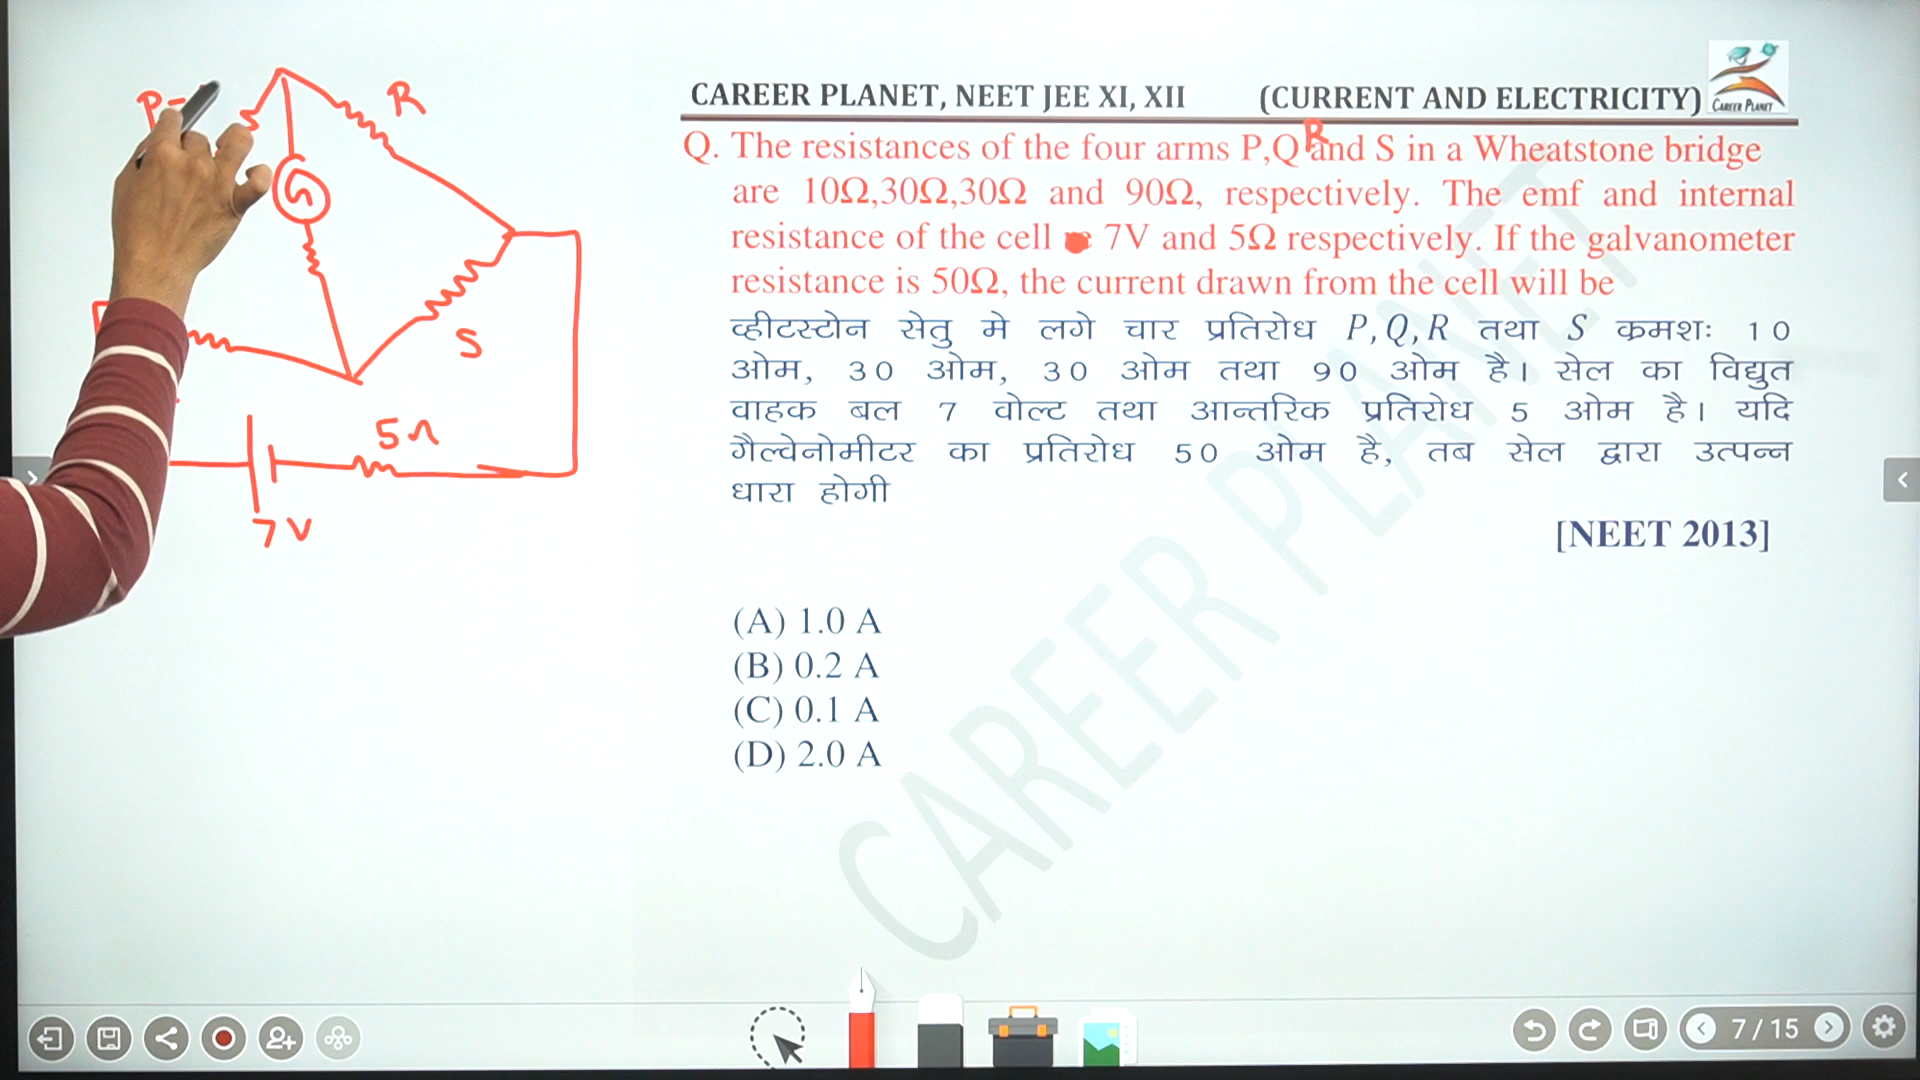 CAREER PLANET, NEET JEE XI, XII (CURRENT AND ELECTRICITY)
CAREER PLANET
Q. The resistances of the four arms P,Q R and S in a Wheatstone bridge
are 10Ω,30Ω,30Ω and 90Ω, respectively. The emf and internal
resistance of the cell 7V and 5Ω respectively. If the galvanometer
resistance is 50Ω, the current drawn from the cell will be
व्हीटस्टोन सेतु मे लगे चार प्रतिरोध P,Q,R तथा S क्रमशः 10
ओम, 30 ओम, 30 ओम तथा 90 ओम है। सेल का विद्युत
वाहक बल 7 वोल्ट तथा आन्तरिक प्रतिरोध 5 ओम है। यदि
गैल्वेनोमीटर का प्रतिरोध 50 ओम है, तब सेल द्वारा उत्पन्न
धारा होगी
[NEET 2013]
(A) 1.0 A
(B) 0.2 A
(C) 0.1 A
(D) 2.0 A
CAREER PLANET
P-
R
G
S
5Ω
7V
7/15